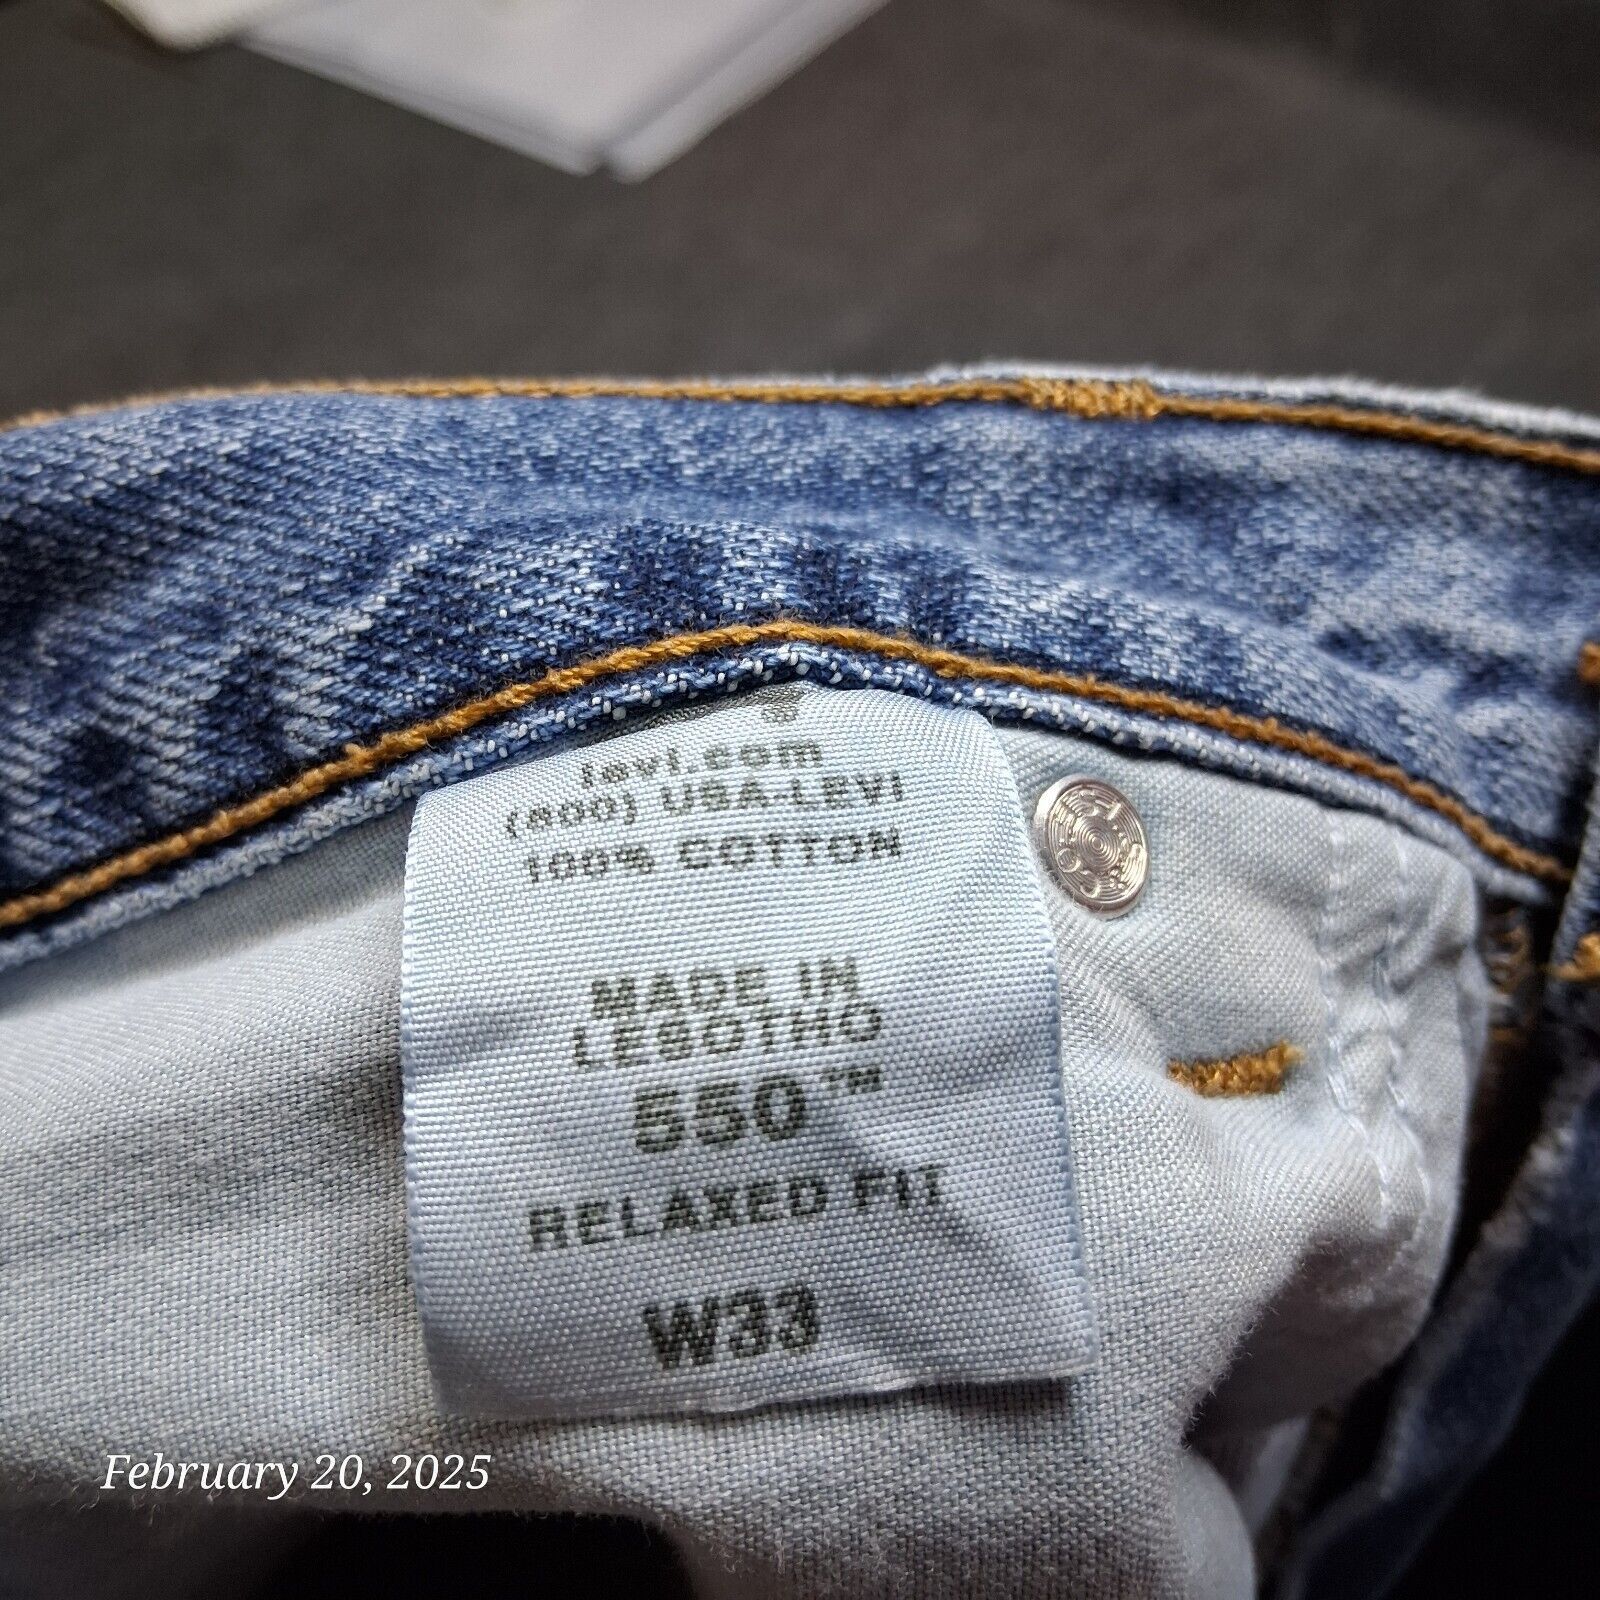 levi.com
(800) USA-LEVI
100% COTTON
MADE IN
LESOTHO
550™
RELAXED FIT
W33
February 20, 2025